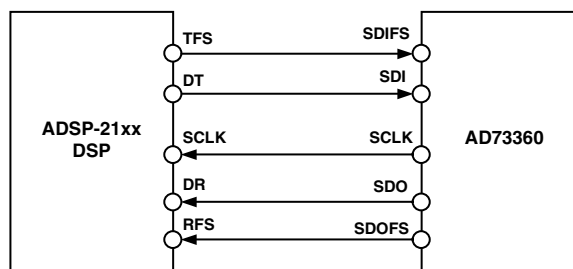 TFS SDIFS
DT SDI
ADSP-21xx
DSP
SCLK SCLK
AD73360
DR SDO
RFS SDOFS